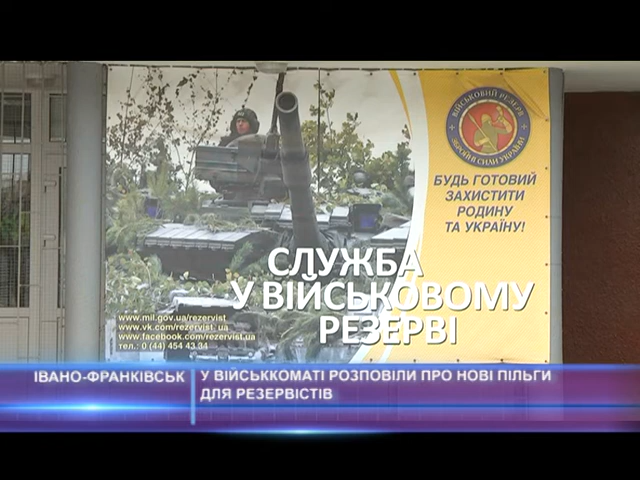 ВІЙСЬКОВИЙ РЕЗЕРВ
ЗБРОЙНІ СИЛИ УКРАЇНИ
БУДЬ ГОТОВИЙ
ЗАХИСТИТИ
РОДИНУ
ТА УКРАЇНУ!
СЛУЖБА
У ВІЙСЬКОВОМУ
РЕЗЕРВІ
www.mil.gov.ua/rezervist
www.vk.com/rezervist_ua
www.facebook.com/rezervist.ua
тел.: 0 (44) 454 43 34
ІВАНО-ФРАНКІВСЬК
У ВІЙСЬККОМАТІ РОЗПОВІЛИ ПРО НОВІ ПІЛЬГИ
ДЛЯ РЕЗЕРВІСТІВ